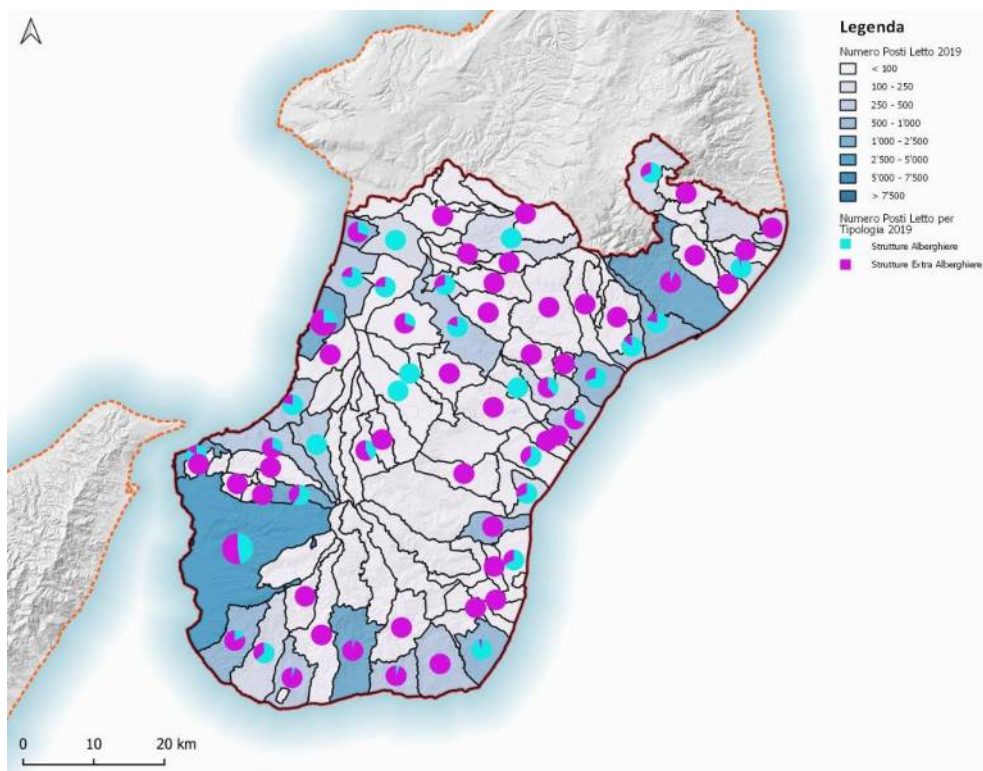 Legenda
Numero Posti Letto 2019
< 100
100 - 250
250 - 500
500 - 1'000
1'000 - 2'500
2'500 - 5'000
5'000 - 7'500
> 7'500
Numero Posti Letto per
Tipologia 2019
Strutture Alberghiere
Strutture Extra Alberghiere
0 10 20 km